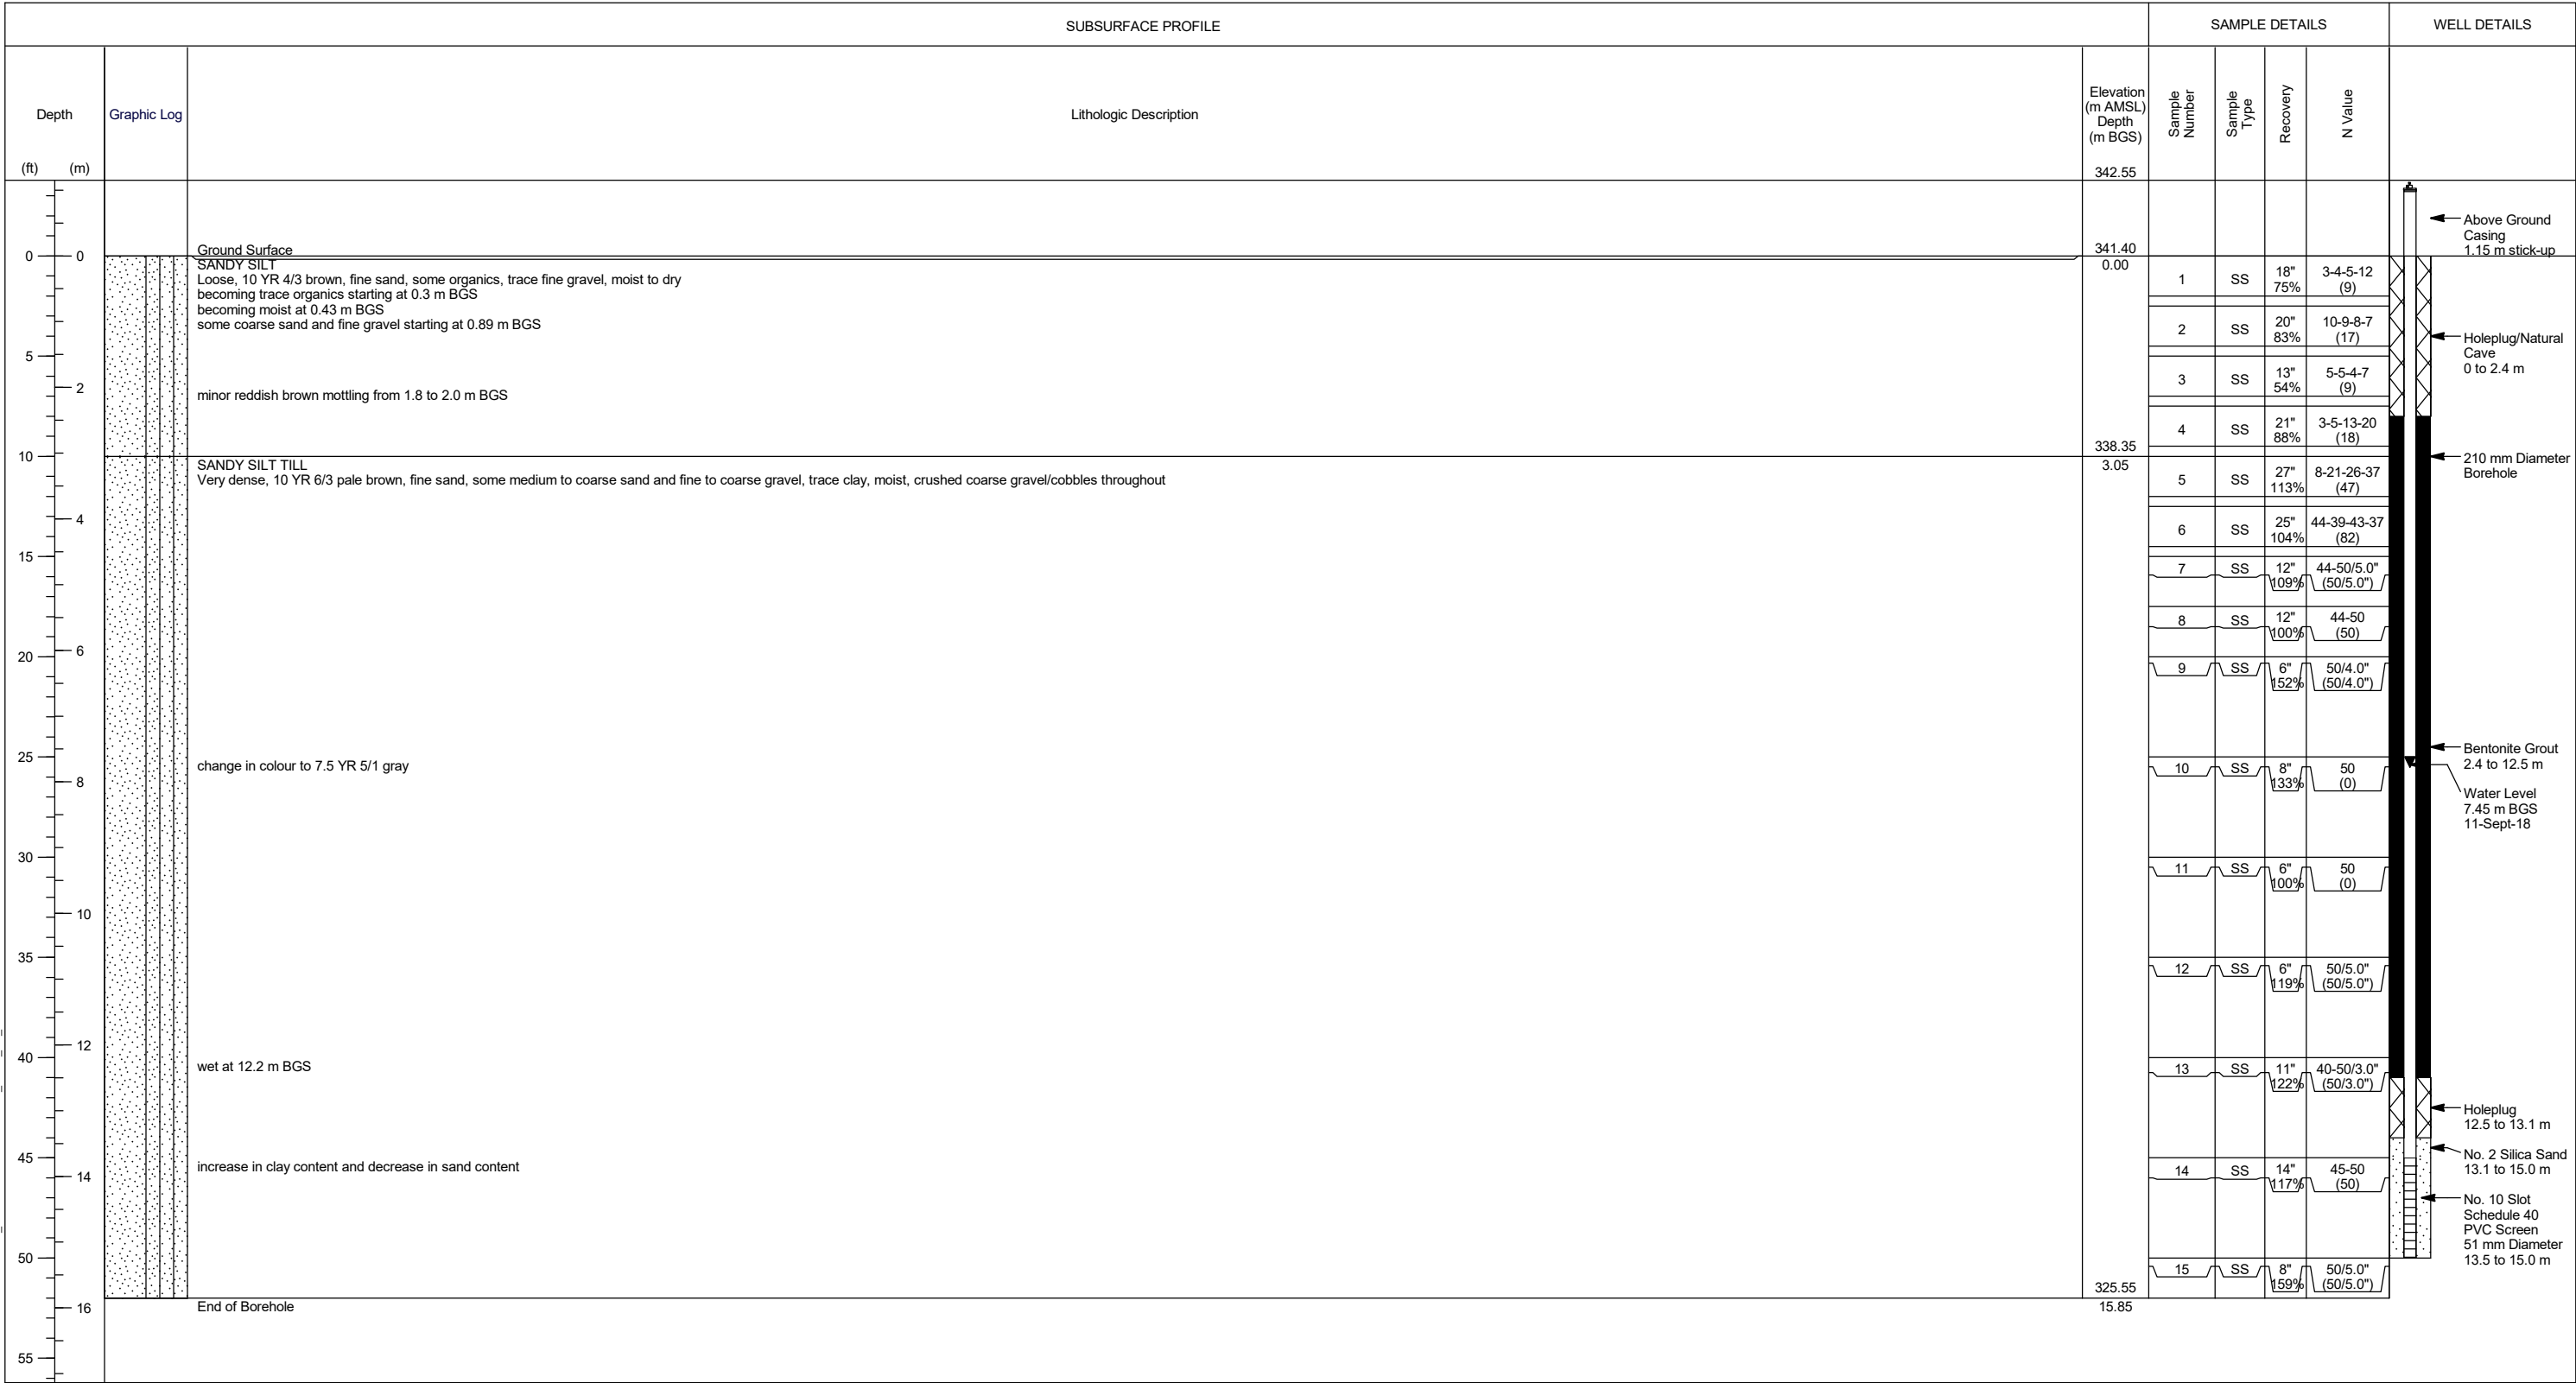 SUBSURFACE PROFILE
SAMPLE DETAILS
WELL DETAILS
Depth
(ft)
(m)
Graphic Log
Lithologic Description
Elevation
(m AMSL)
Depth
(m BGS)
Sample
Number
Sample
Type
Recovery
N Value
342.55
Ground Surface
341.40
0.00
SANDY SILT
Loose, 10 YR 4/3 brown, fine sand, some organics, trace fine gravel, moist to dry
becoming trace organics starting at 0.3 m BGS
becoming moist at 0.43 m BGS
some coarse sand and fine gravel starting at 0.89 m BGS
minor reddish brown mottling from 1.8 to 2.0 m BGS
338.35
3.05
SANDY SILT TILL
Very dense, 10 YR 6/3 pale brown, fine sand, some medium to coarse sand and fine to coarse gravel, trace clay, moist, crushed coarse gravel/cobbles throughout
change in colour to 7.5 YR 5/1 gray
wet at 12.2 m BGS
increase in clay content and decrease in sand content
325.55
15.85
End of Borehole
0
5
10
15
20
25
30
35
40
45
50
55
0
2
4
6
8
10
12
14
16
1 SS 18" 3-4-5-12
75% (9)
2 SS 20" 10-9-8-7
83% (17)
3 SS 13" 5-5-4-7
54% (9)
4 SS 21" 3-5-13-20
88% (18)
5 SS 27" 8-21-26-37
113% (47)
6 SS 25" 44-39-43-37
104% (82)
7 SS 12" 44-50/5.0"
109% (50/5.0")
8 SS 12" 44-50
100% (50)
9 SS 6" 50/4.0"
152% (50/4.0")
10 SS 8" 50
133% (0)
11 SS 6" 50
100% (0)
12 SS 6" 50/5.0"
119% (50/5.0")
13 SS 11" 40-50/3.0"
122% (50/3.0")
14 SS 14" 45-50
117% (50)
15 SS 8" 50/5.0"
159% (50/5.0")
Above Ground
Casing
1.15 m stick-up
Holeplug/Natural
Cave
0 to 2.4 m
210 mm Diameter
Borehole
Bentonite Grout
2.4 to 12.5 m
Water Level
7.45 m BGS
11-Sept-18
Holeplug
12.5 to 13.1 m
No. 2 Silica Sand
13.1 to 15.0 m
No. 10 Slot
Schedule 40
PVC Screen
51 mm Diameter
13.5 to 15.0 m